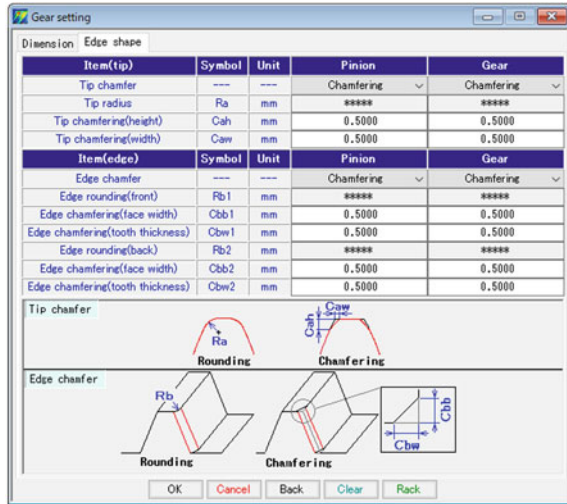 Gear setting
Dimension Edge shape
Item(tip) Symbol Unit Pinion Gear
Tip chamfer --- --- Chamfering Chamfering
Tip radius Ra mm ***** *****
Tip chamfering(height) Cah mm 0.5000 0.5000
Tip chamfering(width) Caw mm 0.5000 0.5000
Item(edge) Symbol Unit Pinion Gear
Edge chamfer --- --- Chamfering Chamfering
Edge rounding(front) Rb1 mm ***** *****
Edge chamfering(face width) Cbb1 mm 0.5000 0.5000
Edge chamfering(tooth thickness) Cbw1 mm 0.5000 0.5000
Edge rounding(back) Rb2 mm ***** *****
Edge chamfering(face width) Cbb2 mm 0.5000 0.5000
Edge chamfering(tooth thickness) Cbw2 mm 0.5000 0.5000
Tip chamfer
Ra
Rounding
Caw
Cah
Chamfering
Edge chamfer
Rb
Rounding
Chamfering
Cbb
Cbw
OK Cancel Back Clear Rack